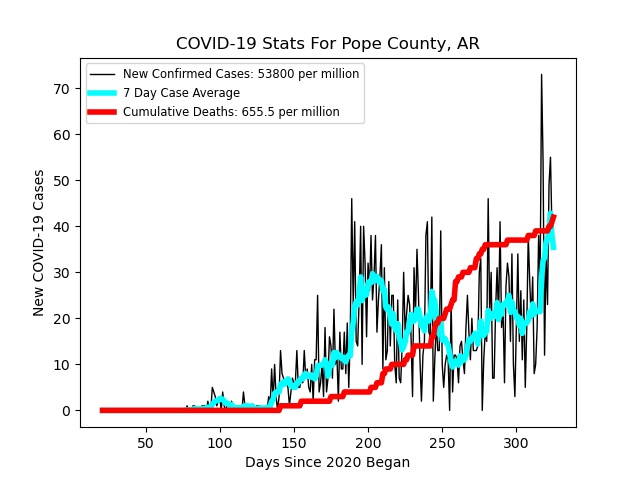 COVID-19 Stats For Pope County, AR
New Confirmed Cases: 53800 per million
7 Day Case Average
Cumulative Deaths: 655.5 per million
New COVID-19 Cases
70
60
50
40
30
20
10
0
50 100 150 200 250 300
Days Since 2020 Began